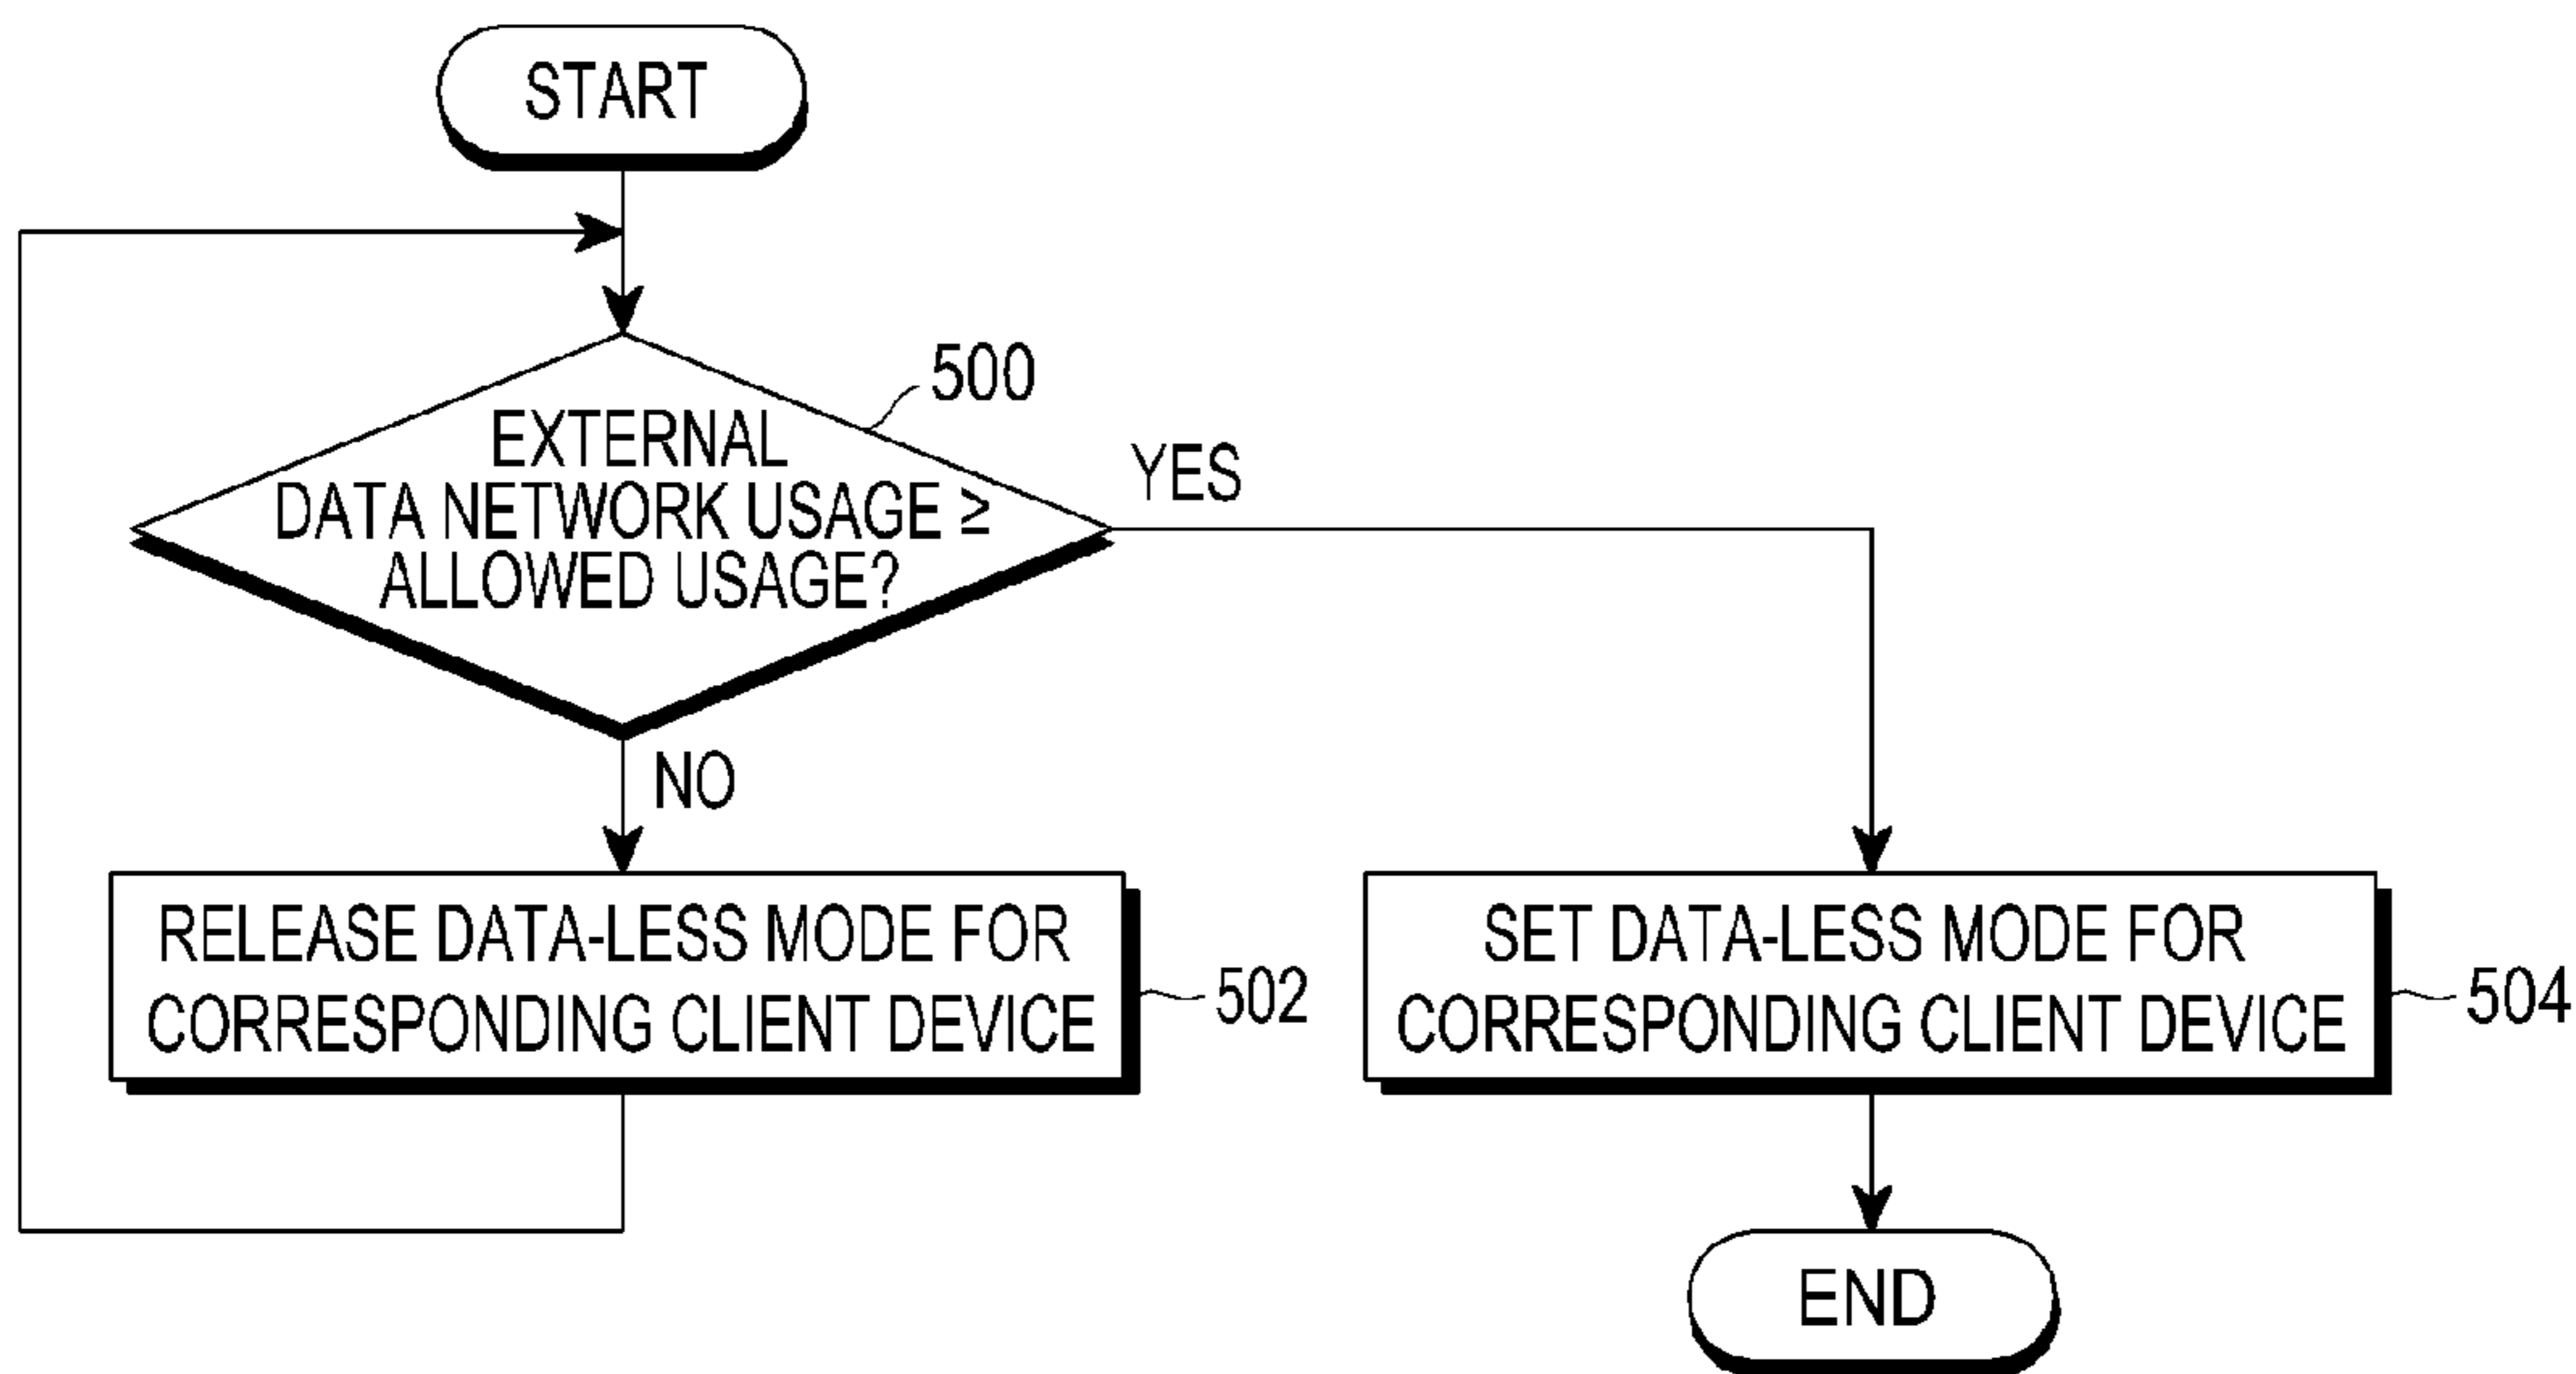 START
500
EXTERNAL
DATA NETWORK USAGE ≥
ALLOWED USAGE?
YES
NO
RELEASE DATA-LESS MODE FOR
CORRESPONDING CLIENT DEVICE
502
SET DATA-LESS MODE FOR
CORRESPONDING CLIENT DEVICE
504
END